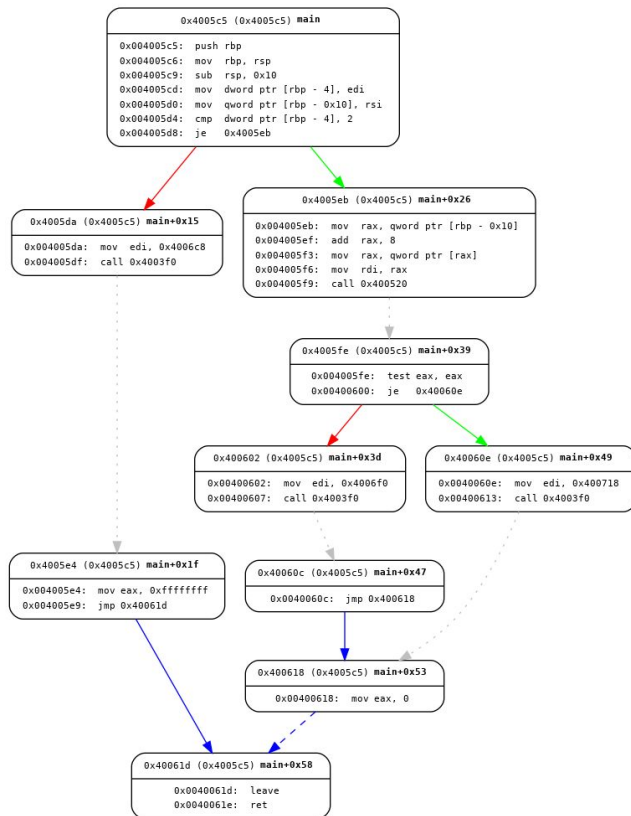 0x4005c5 (0x4005c5) main
0x004005c5: push rbp
0x004005c6: mov rbp, rsp
0x004005c9: sub rsp, 0x10
0x004005cd: mov dword ptr [rbp - 4], edi
0x004005d0: mov qword ptr [rbp - 0x10], rsi
0x004005d4: cmp dword ptr [rbp - 4], 2
0x004005d8: je 0x4005eb
0x4005da (0x4005c5) main+0x15
0x004005da: mov edi, 0x4006c8
0x004005df: call 0x4003f0
0x4005eb (0x4005c5) main+0x26
0x004005eb: mov rax, qword ptr [rbp - 0x10]
0x004005ef: add rax, 8
0x004005f3: mov rax, qword ptr [rax]
0x004005f6: mov rdi, rax
0x004005f9: call 0x400520
0x4005fe (0x4005c5) main+0x39
0x004005fe: test eax, eax
0x00400600: je 0x40060e
0x400602 (0x4005c5) main+0x3d
0x00400602: mov edi, 0x4006f0
0x00400607: call 0x4003f0
0x40060e (0x4005c5) main+0x49
0x0040060e: mov edi, 0x400718
0x00400613: call 0x4003f0
0x4005e4 (0x4005c5) main+0x1f
0x004005e4: mov eax, 0xffffffff
0x004005e9: jmp 0x40061d
0x40060c (0x4005c5) main+0x47
0x0040060c: jmp 0x400618
0x400618 (0x4005c5) main+0x53
0x00400618: mov eax, 0
0x40061d (0x4005c5) main+0x58
0x0040061d: leave
0x0040061e: ret